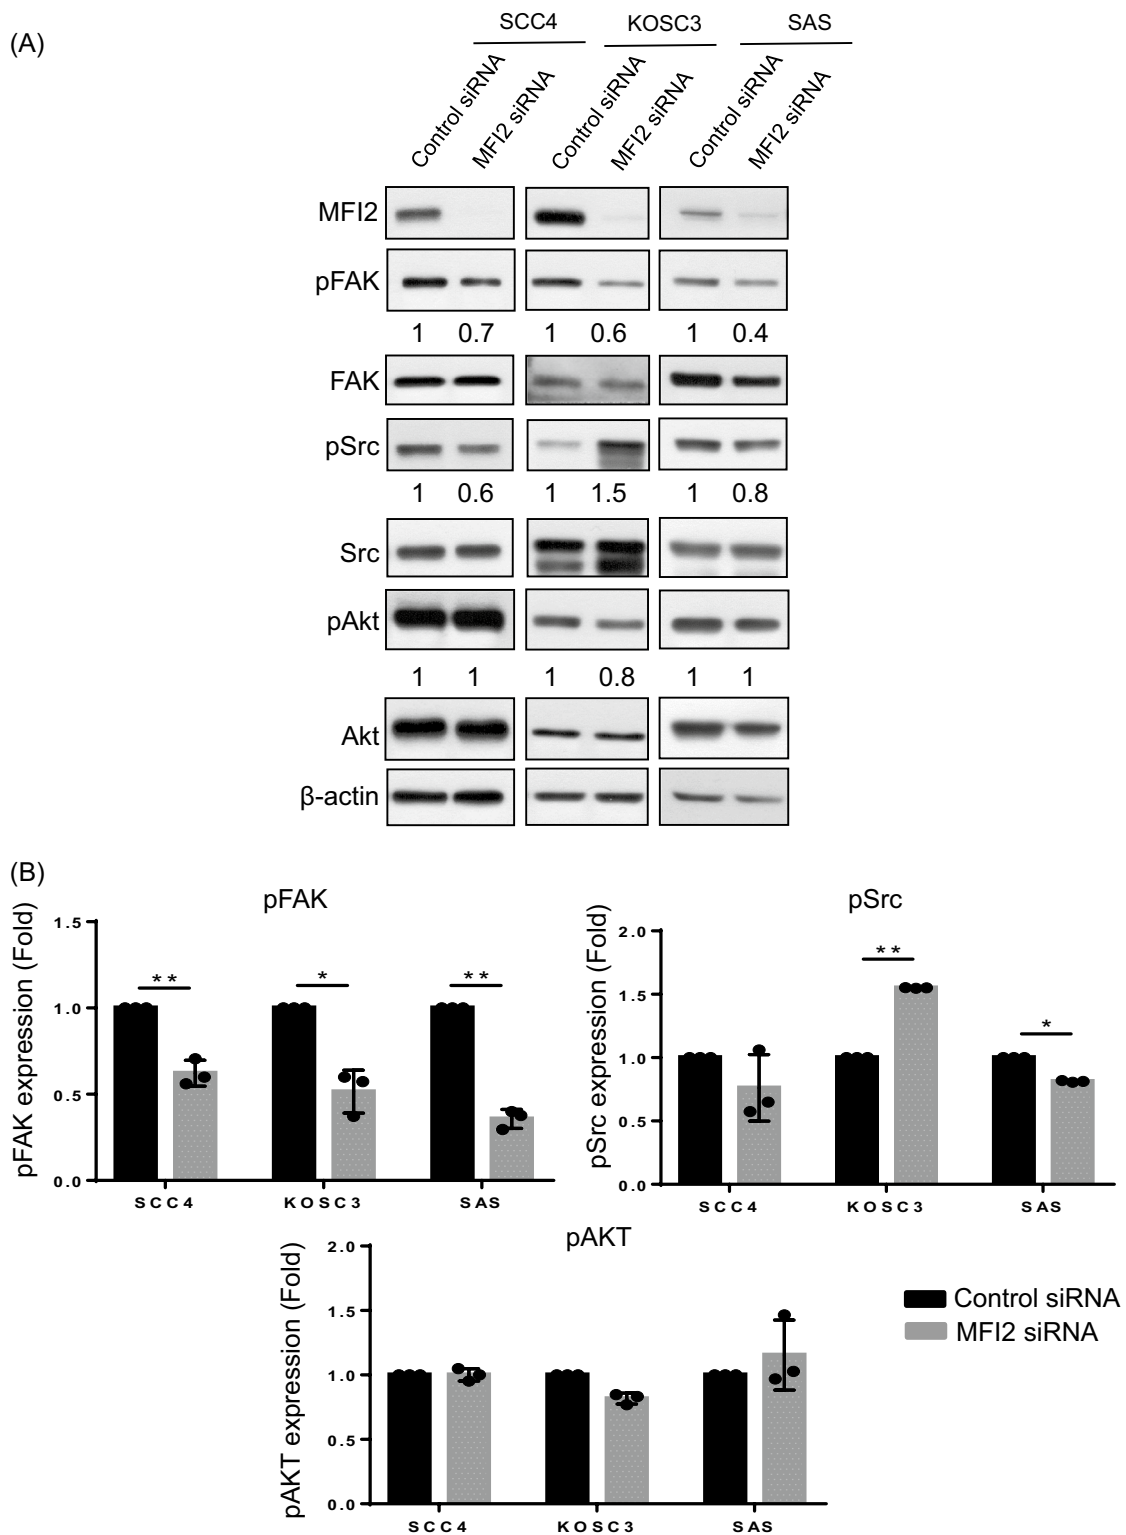 (A)
SCC4 KOSC3 SAS
Control siRNA MFI2 siRNA Control siRNA MFI2 siRNA Control siRNA MFI2 siRNA
MFI2
pFAK
1 0.7 1 0.6 1 0.4
FAK
pSrc
1 0.6 1 1.5 1 0.8
Src
pAkt
1 1 1 0.8 1 1
Akt
β-actin
(B)
pFAK
pFAK expression (Fold)
1.5
1.0
0.5
0.0
** * **
SCC4 KOSC3 SAS
pSrc
pSrc expression (Fold)
2.0
1.5
1.0
0.5
0.0
** *
SCC4 KOSC3 SAS
pAKT
pAKT expression (Fold)
2.0
1.5
1.0
0.5
0.0
SCC4 KOSC3 SAS
Control siRNA
MFI2 siRNA